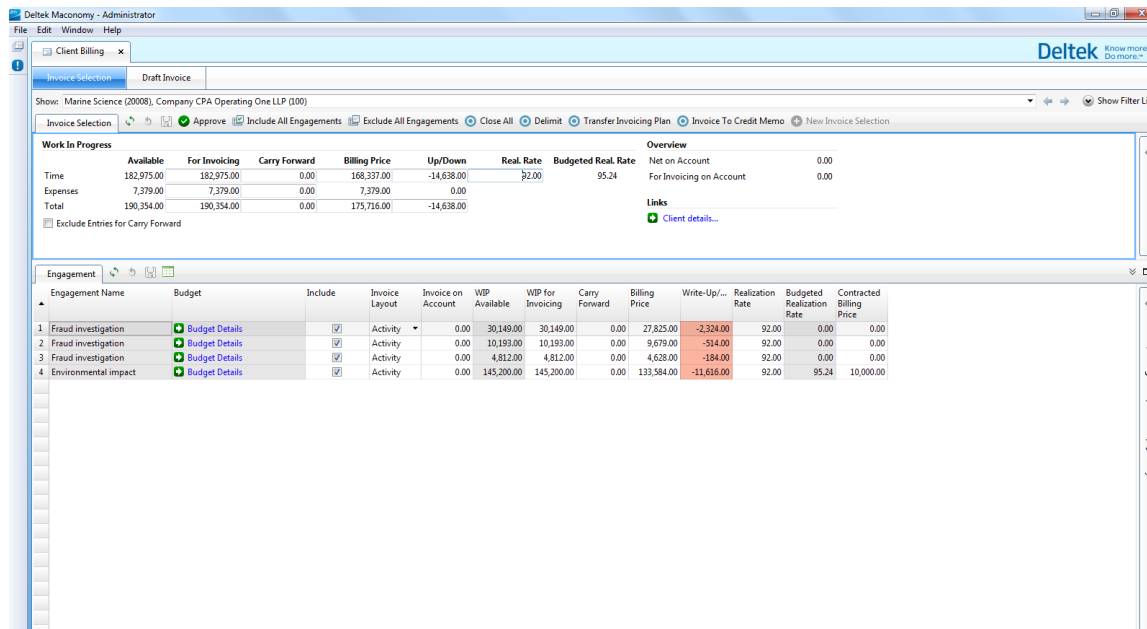 Deltek Maconomy - Administrator
File Edit Window Help
Client Billing
Deltek Know more. Do more.™
Invoice Selection Draft Invoice
Show: Marine Science (20008), Company CPA Operating One LLP (100) Show Filter Li
Invoice Selection Approve Include All Engagements Exclude All Engagements Close All Delimit Transfer Invoicing Plan Invoice To Credit Memo New Invoice Selection
Work In Progress Overview
Available For Invoicing Carry Forward Billing Price Up/Down Real. Rate Budgeted Real. Rate Net on Account 0.00
Time 182,975.00 182,975.00 0.00 168,337.00 -14,638.00 92.00 95.24 For Invoicing on Account 0.00
Expenses 7,379.00 7,379.00 0.00 7,379.00 0.00
Total 190,354.00 190,354.00 0.00 175,716.00 -14,638.00 Links
Exclude Entries for Carry Forward Client details...
Engagement
Engagement Name Budget Include Invoice Layout Invoice on Account WIP Available WIP for Invoicing Carry Forward Billing Price Write-Up/... Realization Rate Budgeted Realization Rate Contracted Billing Price
1 Fraud investigation Budget Details Activity 0.00 30,149.00 30,149.00 0.00 27,825.00 -2,324.00 92.00 0.00 0.00
2 Fraud investigation Budget Details Activity 0.00 10,193.00 10,193.00 0.00 9,679.00 -514.00 92.00 0.00 0.00
3 Fraud investigation Budget Details Activity 0.00 4,812.00 4,812.00 0.00 4,628.00 -184.00 92.00 0.00 0.00
4 Environmental impact Budget Details Activity 0.00 145,200.00 145,200.00 0.00 133,584.00 -11,616.00 92.00 95.24 10,000.00